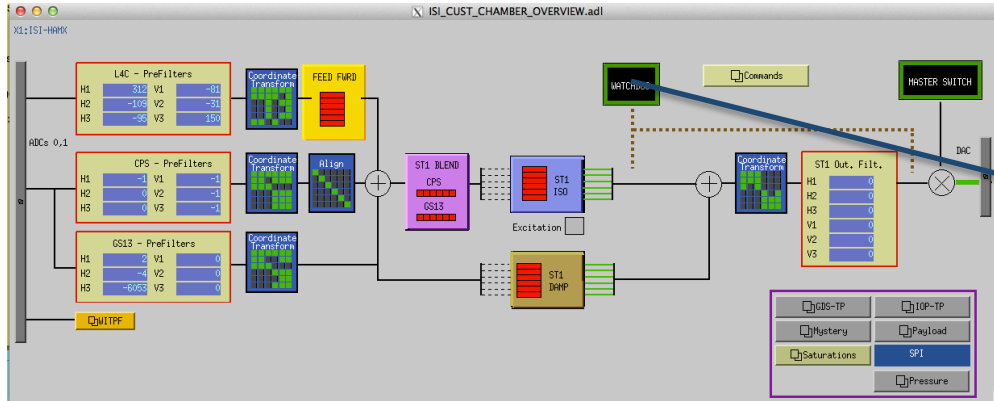 ISI_CUST_CHAMBER_OVERVIEW.adl
X1:ISI-HAMX
L4C - PreFilters
H1 312 V1 -81
H2 -109 V2 -31
H3 -95 V3 150
Coordinate
Transform
FEED FWRD
WATCHDOG
Commands
MASTER SWITCH
ADCs 0,1
CPS - PreFilters
H1 -1 V1 -1
H2 0 V2 -1
H3 0 V3 -1
Coordinate
Transform
Align
ST1 BLEND
CPS
GS13
ST1
ISO
Excitation
Coordinate
Transform
ST1 Out. Filt.
H1 0
H2 0
H3 0
V1 0
V2 0
V3 0
DAC
GS13 - PreFilters
H1 2 V1 0
H2 -4 V2 0
H3 -6053 V3 0
Coordinate
Transform
ST1
DAMP
WITPF
GDS-TP
IOP-TP
Mystery
Payload
Saturations
SPI
Pressure